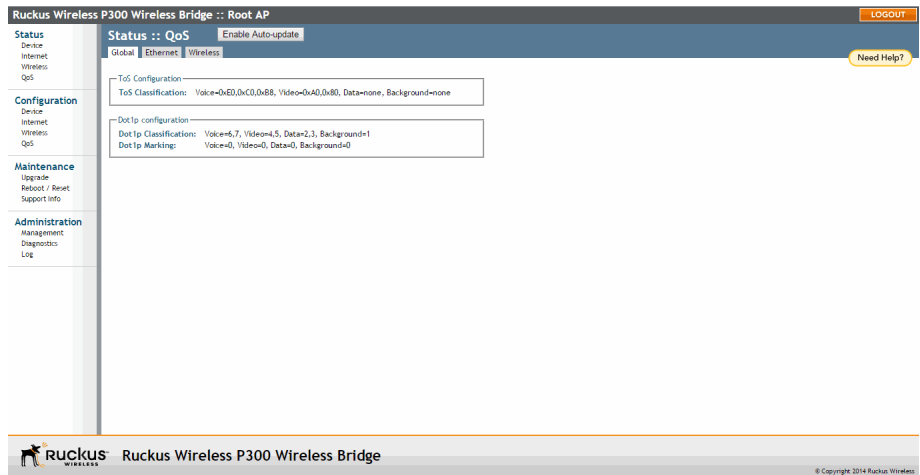 Ruckus Wireless P300 Wireless Bridge :: Root AP
LOGOUT
Status
Device
Internet
Wireless
QoS
Configuration
Device
Internet
Wireless
QoS
Maintenance
Upgrade
Reboot / Reset
Support Info
Administration
Management
Diagnostics
Log
Status :: QoS
Enable Auto-update
Global Ethernet Wireless
Need Help?
ToS Configuration
ToS Classification: Voice=0xE0,0xC0,0xB8, Video=0xA0,0x80, Data=none, Background=none
Dot1p configuration
Dot1p Classification: Voice=6,7, Video=4,5, Data=2,3, Background=1
Dot1p Marking: Voice=0, Video=0, Data=0, Background=0
Ruckus WIRELESS
Ruckus Wireless P300 Wireless Bridge
© Copyright 2014 Ruckus Wireless